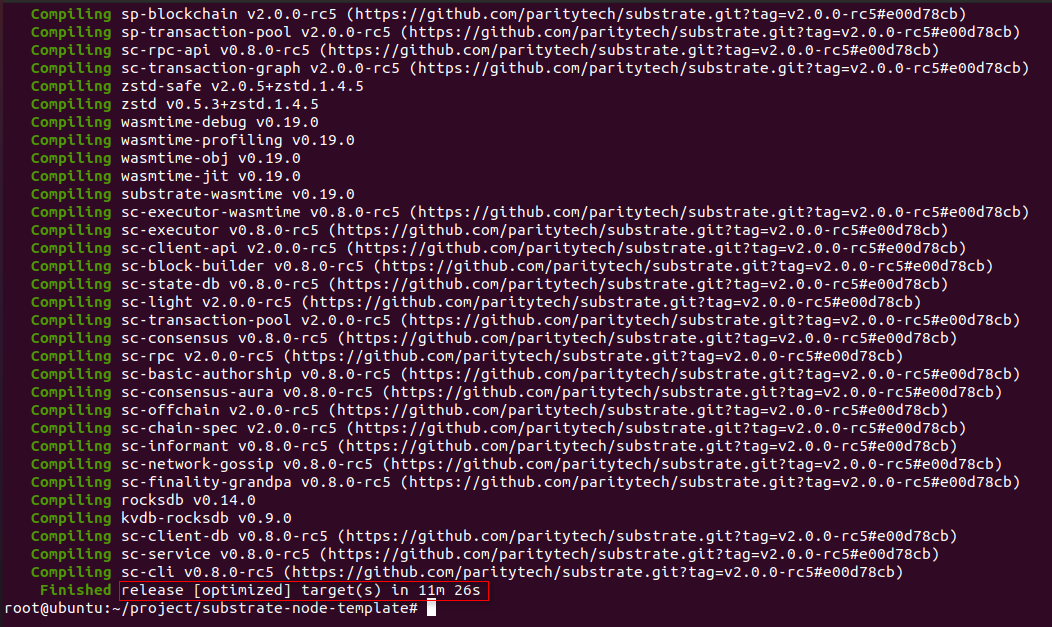 Compiling sp-blockchain v2.0.0-rc5 (https://github.com/paritytech/substrate.git?tag=v2.0.0-rc5#e00d78cb)
Compiling sp-transaction-pool v2.0.0-rc5 (https://github.com/paritytech/substrate.git?tag=v2.0.0-rc5#e00d78cb)
Compiling sc-rpc-api v0.8.0-rc5 (https://github.com/paritytech/substrate.git?tag=v2.0.0-rc5#e00d78cb)
Compiling sc-transaction-graph v2.0.0-rc5 (https://github.com/paritytech/substrate.git?tag=v2.0.0-rc5#e00d78cb)
Compiling zstd-safe v2.0.5+zstd.1.4.5
Compiling zstd v0.5.3+zstd.1.4.5
Compiling wasmtime-debug v0.19.0
Compiling wasmtime-profiling v0.19.0
Compiling wasmtime-obj v0.19.0
Compiling wasmtime-jit v0.19.0
Compiling substrate-wasmtime v0.19.0
Compiling sc-executor-wasmtime v0.8.0-rc5 (https://github.com/paritytech/substrate.git?tag=v2.0.0-rc5#e00d78cb)
Compiling sc-executor v0.8.0-rc5 (https://github.com/paritytech/substrate.git?tag=v2.0.0-rc5#e00d78cb)
Compiling sc-client-api v2.0.0-rc5 (https://github.com/paritytech/substrate.git?tag=v2.0.0-rc5#e00d78cb)
Compiling sc-block-builder v0.8.0-rc5 (https://github.com/paritytech/substrate.git?tag=v2.0.0-rc5#e00d78cb)
Compiling sc-state-db v0.8.0-rc5 (https://github.com/paritytech/substrate.git?tag=v2.0.0-rc5#e00d78cb)
Compiling sc-light v2.0.0-rc5 (https://github.com/paritytech/substrate.git?tag=v2.0.0-rc5#e00d78cb)
Compiling sc-transaction-pool v2.0.0-rc5 (https://github.com/paritytech/substrate.git?tag=v2.0.0-rc5#e00d78cb)
Compiling sc-consensus v0.8.0-rc5 (https://github.com/paritytech/substrate.git?tag=v2.0.0-rc5#e00d78cb)
Compiling sc-rpc v2.0.0-rc5 (https://github.com/paritytech/substrate.git?tag=v2.0.0-rc5#e00d78cb)
Compiling sc-basic-authorship v0.8.0-rc5 (https://github.com/paritytech/substrate.git?tag=v2.0.0-rc5#e00d78cb)
Compiling sc-consensus-aura v0.8.0-rc5 (https://github.com/paritytech/substrate.git?tag=v2.0.0-rc5#e00d78cb)
Compiling sc-offchain v2.0.0-rc5 (https://github.com/paritytech/substrate.git?tag=v2.0.0-rc5#e00d78cb)
Compiling sc-chain-spec v2.0.0-rc5 (https://github.com/paritytech/substrate.git?tag=v2.0.0-rc5#e00d78cb)
Compiling sc-informant v0.8.0-rc5 (https://github.com/paritytech/substrate.git?tag=v2.0.0-rc5#e00d78cb)
Compiling sc-network-gossip v0.8.0-rc5 (https://github.com/paritytech/substrate.git?tag=v2.0.0-rc5#e00d78cb)
Compiling sc-finality-grandpa v0.8.0-rc5 (https://github.com/paritytech/substrate.git?tag=v2.0.0-rc5#e00d78cb)
Compiling rocksdb v0.14.0
Compiling kvdb-rocksdb v0.9.0
Compiling sc-client-db v0.8.0-rc5 (https://github.com/paritytech/substrate.git?tag=v2.0.0-rc5#e00d78cb)
Compiling sc-service v0.8.0-rc5 (https://github.com/paritytech/substrate.git?tag=v2.0.0-rc5#e00d78cb)
Compiling sc-cli v0.8.0-rc5 (https://github.com/paritytech/substrate.git?tag=v2.0.0-rc5#e00d78cb)
Finished release [optimized] target(s) in 11m 26s
root@ubuntu:~/project/substrate-node-template#